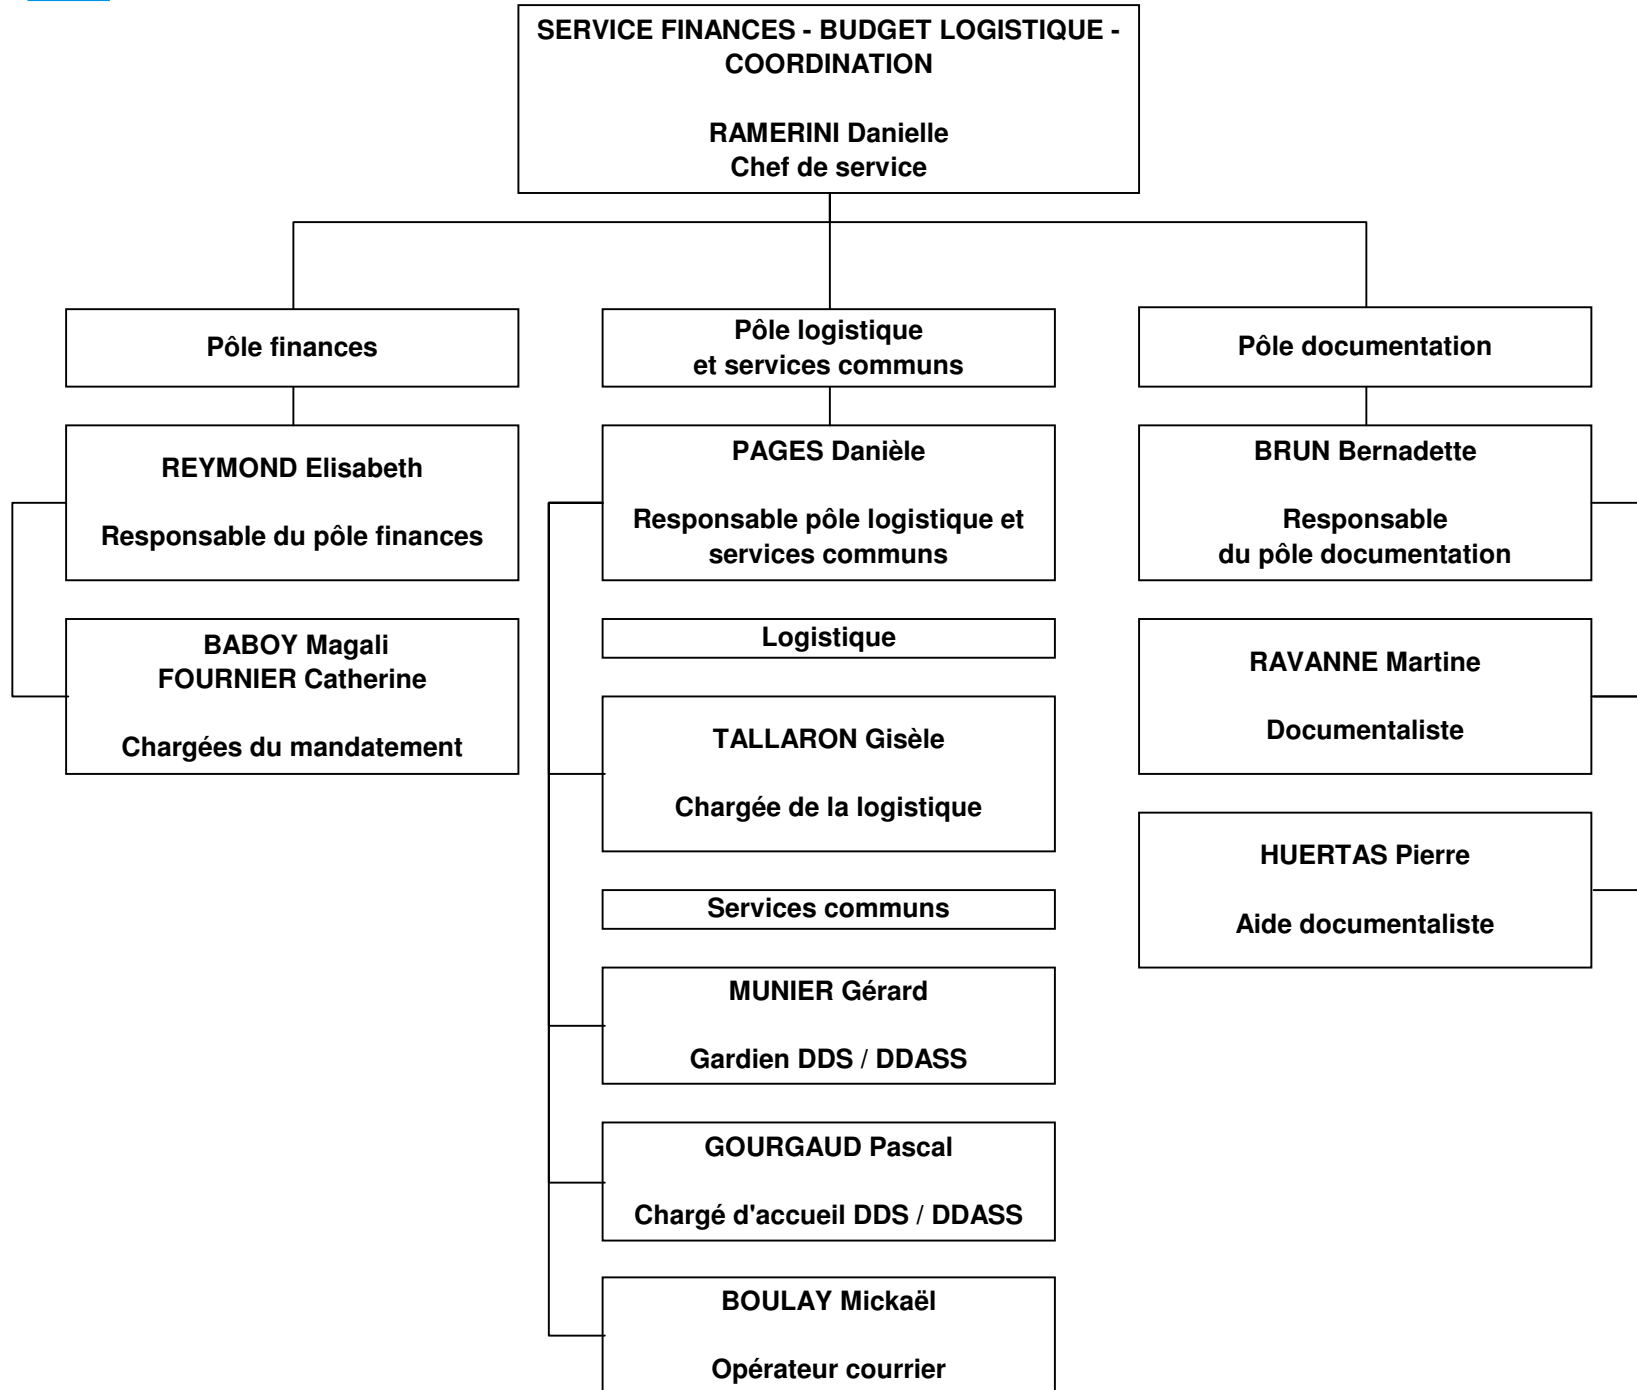 SERVICE FINANCES - BUDGET LOGISTIQUE -
COORDINATION
RAMERINI Danielle
Chef de service
Pôle finances
REYMOND Elisabeth
Responsable du pôle finances
BABOY Magali
FOURNIER Catherine
Chargées du mandatement
Pôle logistique
et services communs
PAGES Danièle
Responsable pôle logistique et
services communs
Logistique
TALLARON Gisèle
Chargée de la logistique
Services communs
MUNIER Gérard
Gardien DDS / DDASS
GOURGAUD Pascal
Chargé d'accueil DDS / DDASS
BOULAY Mickaël
Opérateur courrier
Pôle documentation
BRUN Bernadette
Responsable
du pôle documentation
RAVANNE Martine
Documentaliste
HUERTAS Pierre
Aide documentaliste